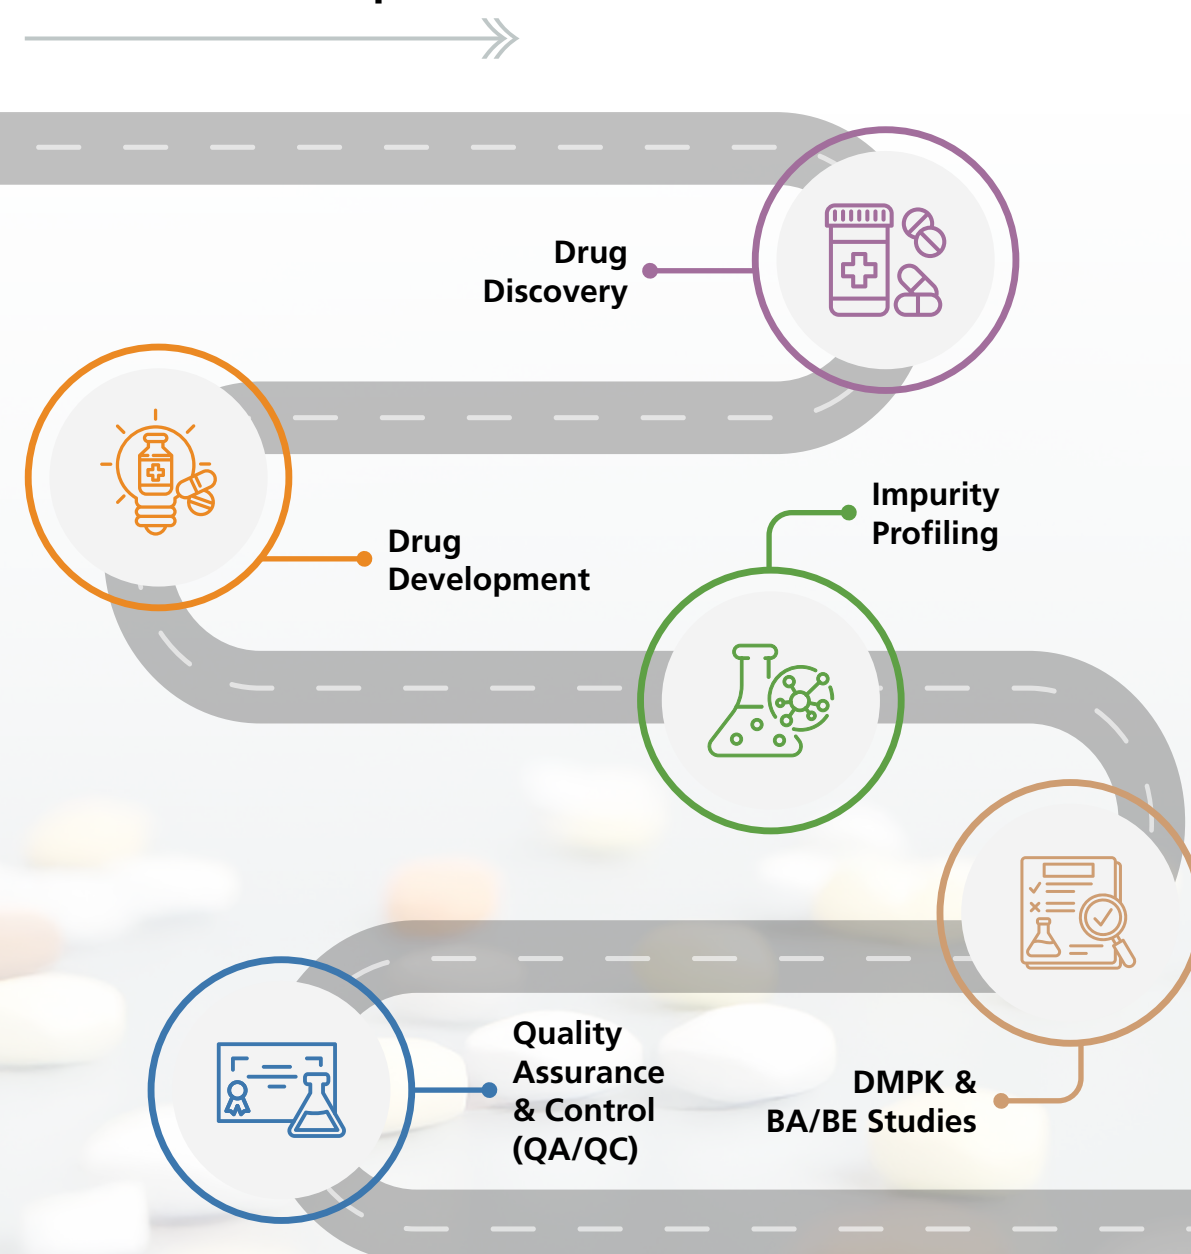 Drug
Discovery
Drug
Development
Impurity
Profiling
DMPK &
BA/BE Studies
Quality
Assurance
& Control
(QA/QC)